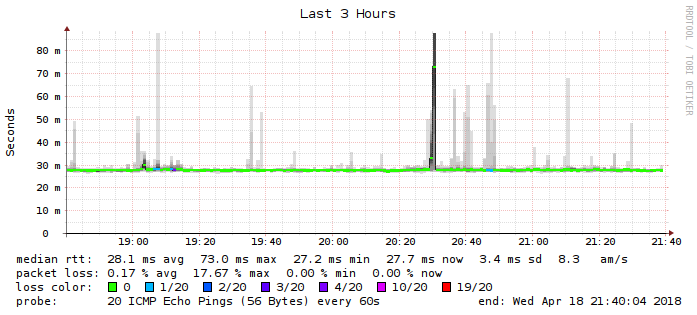 Last 3 Hours
RRDTOOL / TOBI OETIKER
Seconds
80 m
70 m
60 m
50 m
40 m
30 m
20 m
10 m
0
19:00 19:20 19:40 20:00 20:20 20:40 21:00 21:20 21:40
median rtt: 28.1 ms avg 73.0 ms max 27.2 ms min 27.7 ms now 3.4 ms sd 8.3 am/s
packet loss: 0.17 % avg 17.67 % max 0.00 % min 0.00 % now
loss color: 0 1/20 2/20 3/20 4/20 10/20 19/20
probe: 20 ICMP Echo Pings (56 Bytes) every 60s end: Wed Apr 18 21:40:04 2018